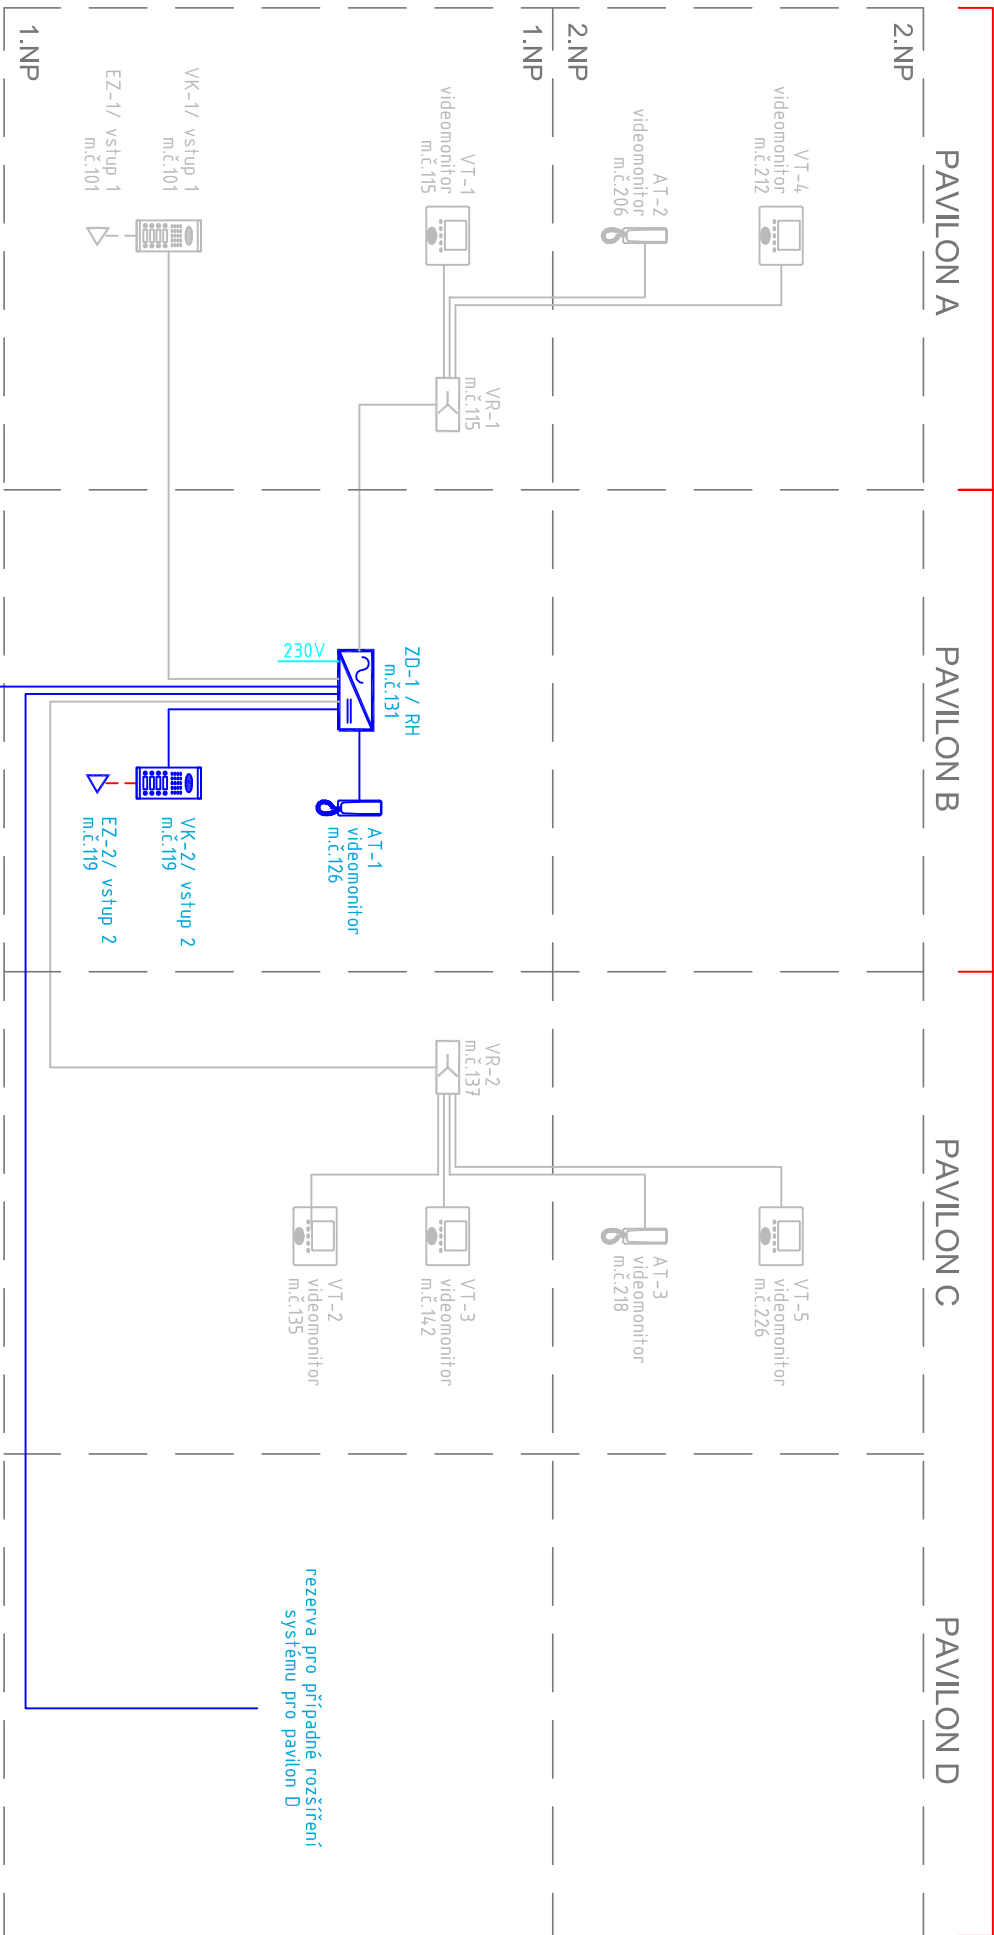 PAVILON A
PAVILON B
PAVILON C
PAVILON D
2.NP
2.NP
1.NP
1.NP
VT-4
videomonitor
m.č.212
AT-2
videomonitor
m.č.206
VT-1
videomonitor
m.č.115
VR-1
m.č.115
VK-1/ vstup 1
m.č.101
EZ-1/ vstup 1
m.č.101
ZD-1 / RH
m.č.131
230V
AT-1
videomonitor
m.č.126
VK-2/ vstup 2
m.č.119
EZ-2/ vstup 2
m.č.119
VR-2
m.č.137
VT-5
videomonitor
m.č.226
AT-3
videomonitor
m.č.218
VT-3
videomonitor
m.č.142
VT-2
videomonitor
m.č.135
rezerva pro případné rozšíření
systému pro pavilon D